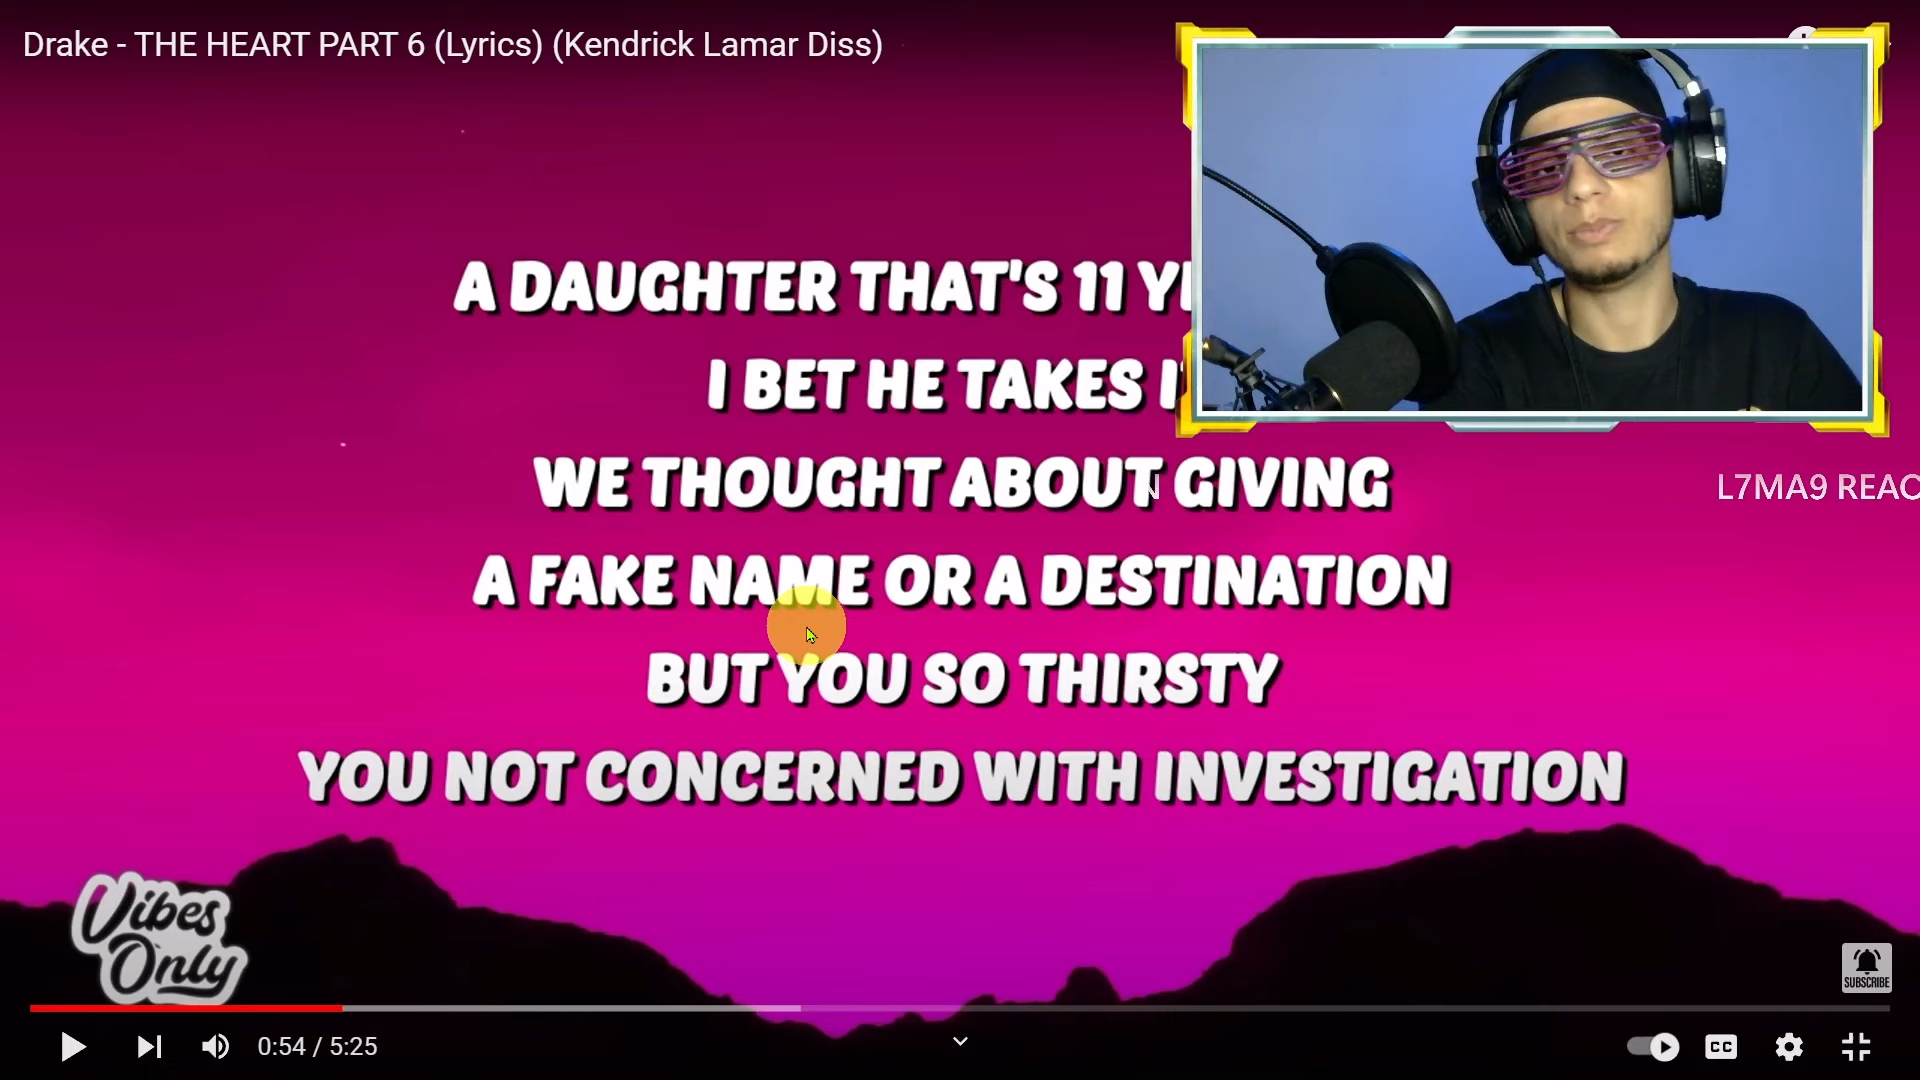 Drake - THE HEART PART 6 (Lyrics) (Kendrick Lamar Diss)
A DAUGHTER THAT'S 11 
I BET HE TAKES 
WE THOUGHT ABOUT GIVING
N
L7MA9 REAC
A FAKE NAME OR A DESTINATION
BUT YOU SO THIRSTY
YOU NOT CONCERNED WITH INVESTIGATION
Vibes
Only
SUBSCRIBE
0:54 / 5:25
CC